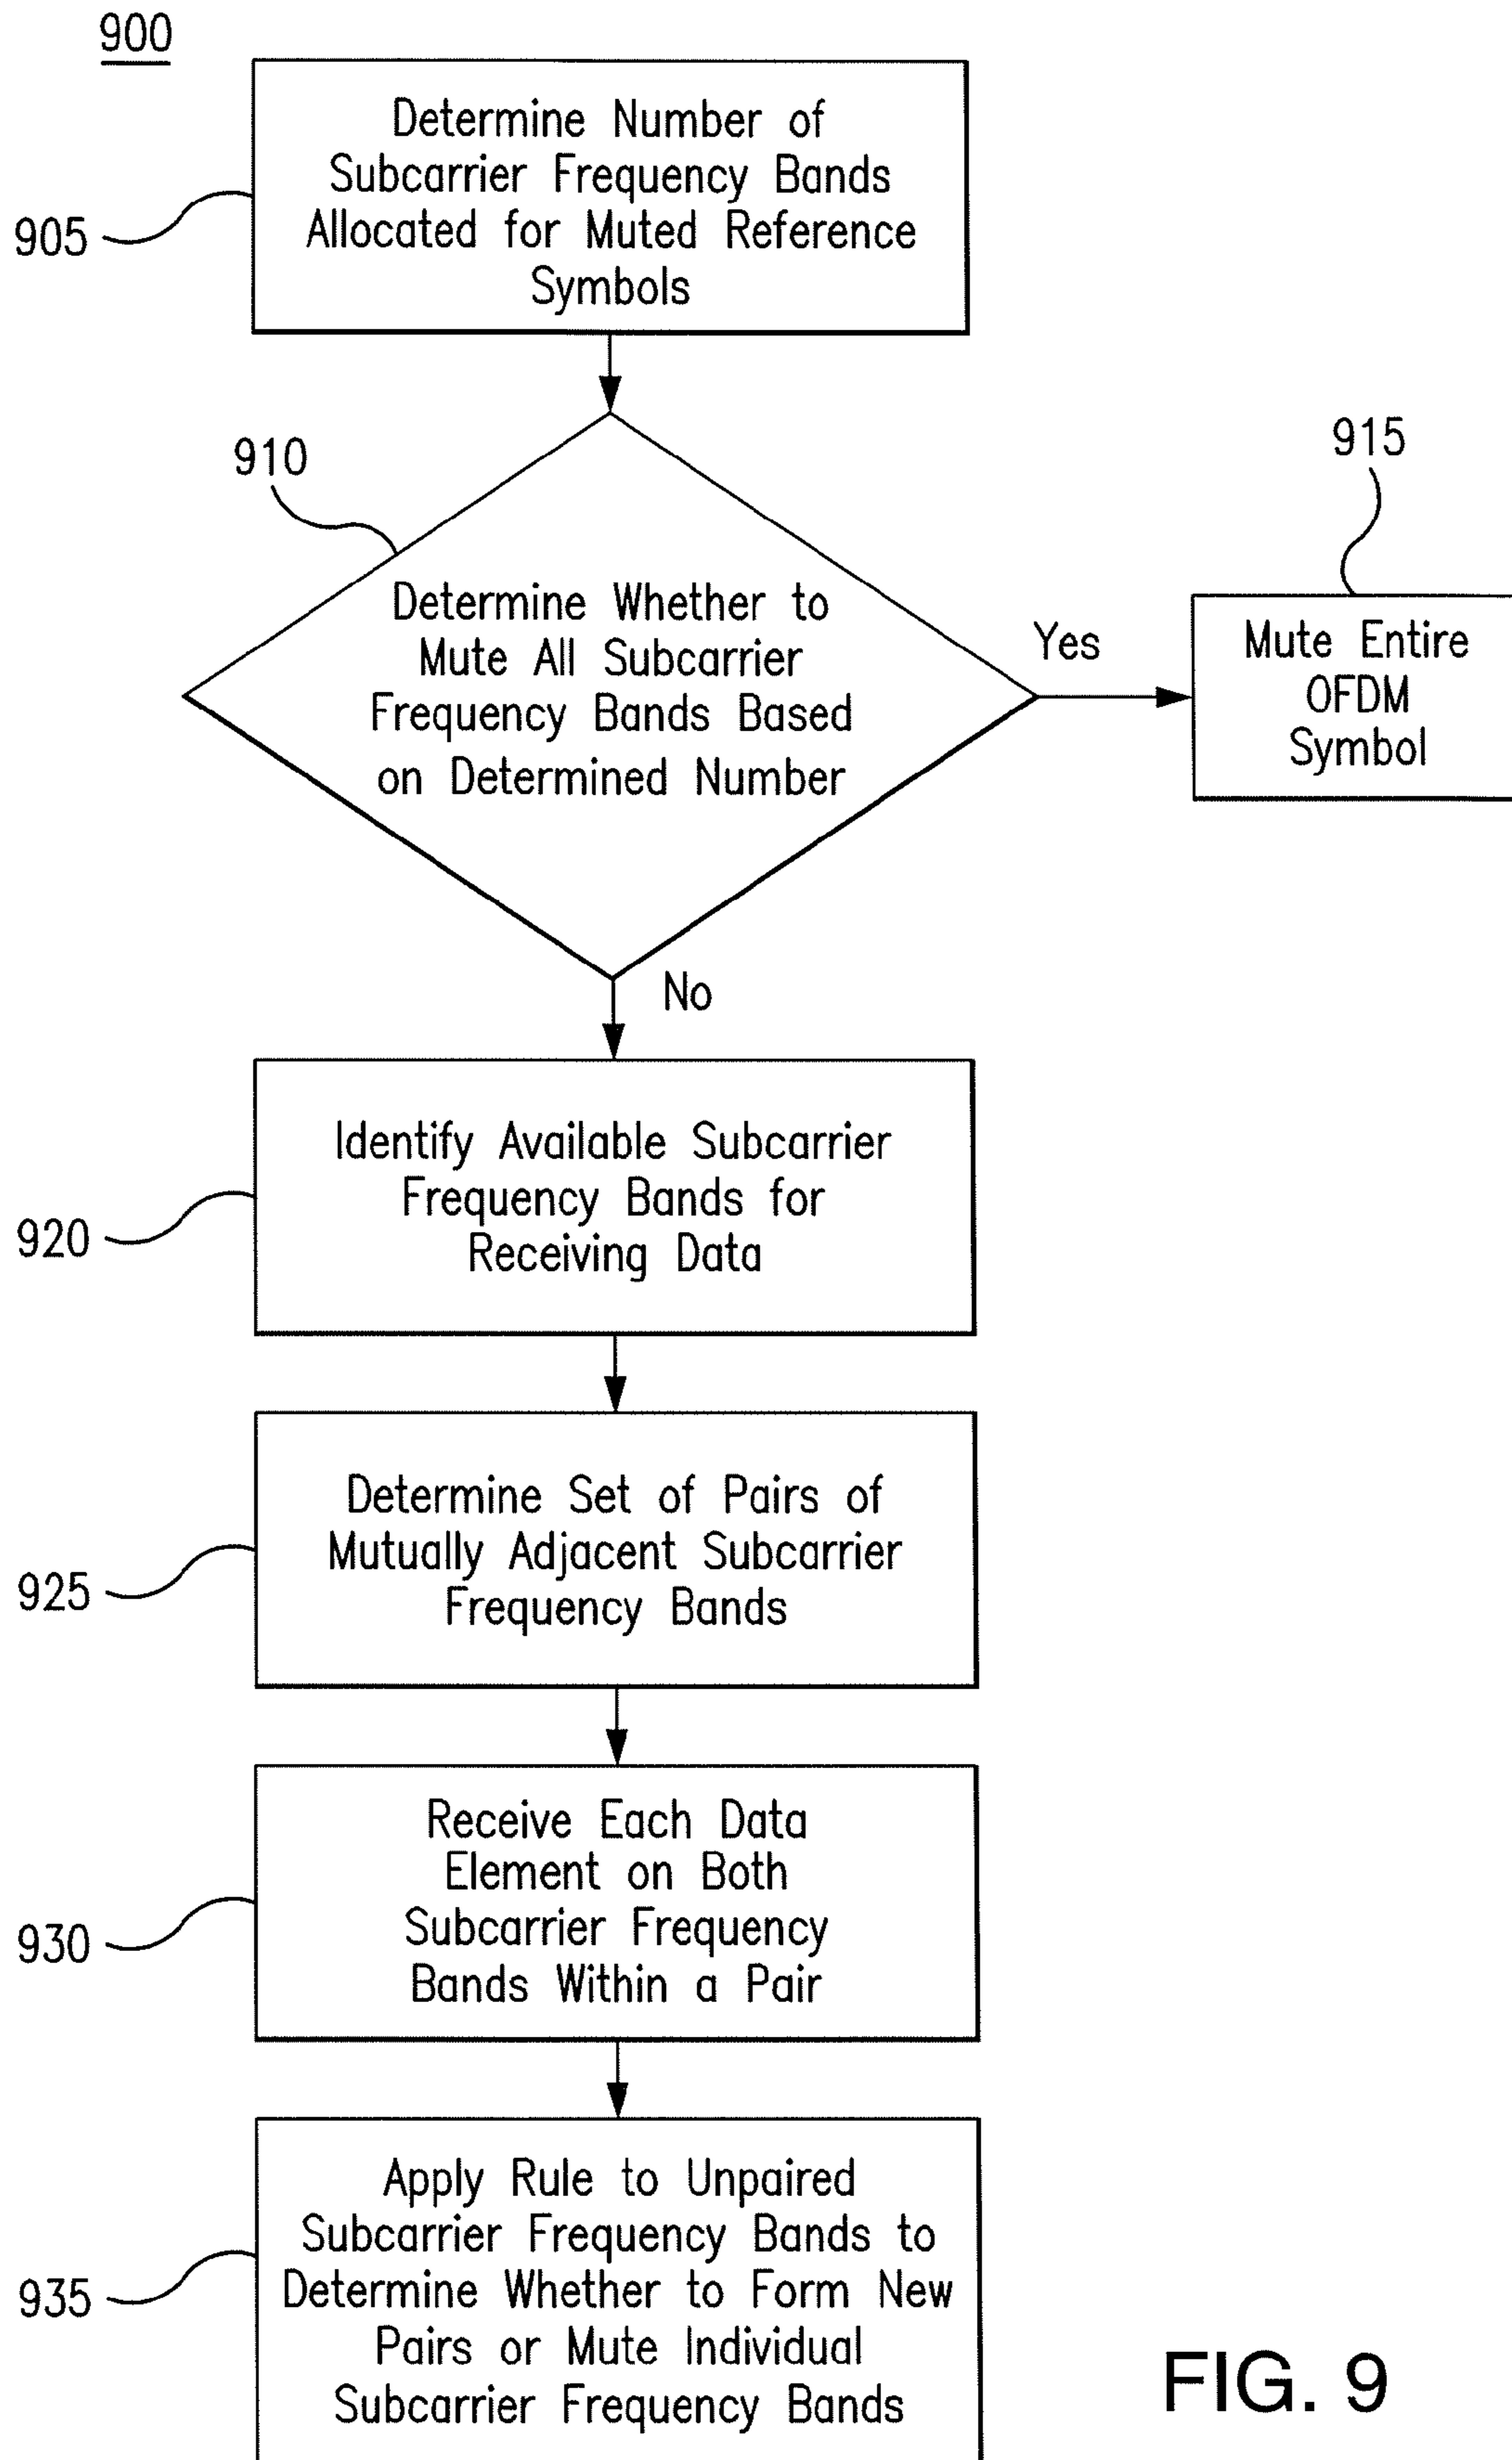 900
Determine Number of
Subcarrier Frequency Bands
Allocated for Muted Reference
Symbols
905
910
915
Determine Whether to
Mute All Subcarrier
Frequency Bands Based
on Determined Number
Yes
Mute Entire
OFDM
Symbol
No
Identify Available Subcarrier
Frequency Bands for
Receiving Data
920
Determine Set of Pairs of
Mutually Adjacent Subcarrier
Frequency Bands
925
Receive Each Data
Element on Both
Subcarrier Frequency
Bands Within a Pair
930
Apply Rule to Unpaired
Subcarrier Frequency Bands to
Determine Whether to Form New
Pairs or Mute Individual
Subcarrier Frequency Bands
935
FIG. 9